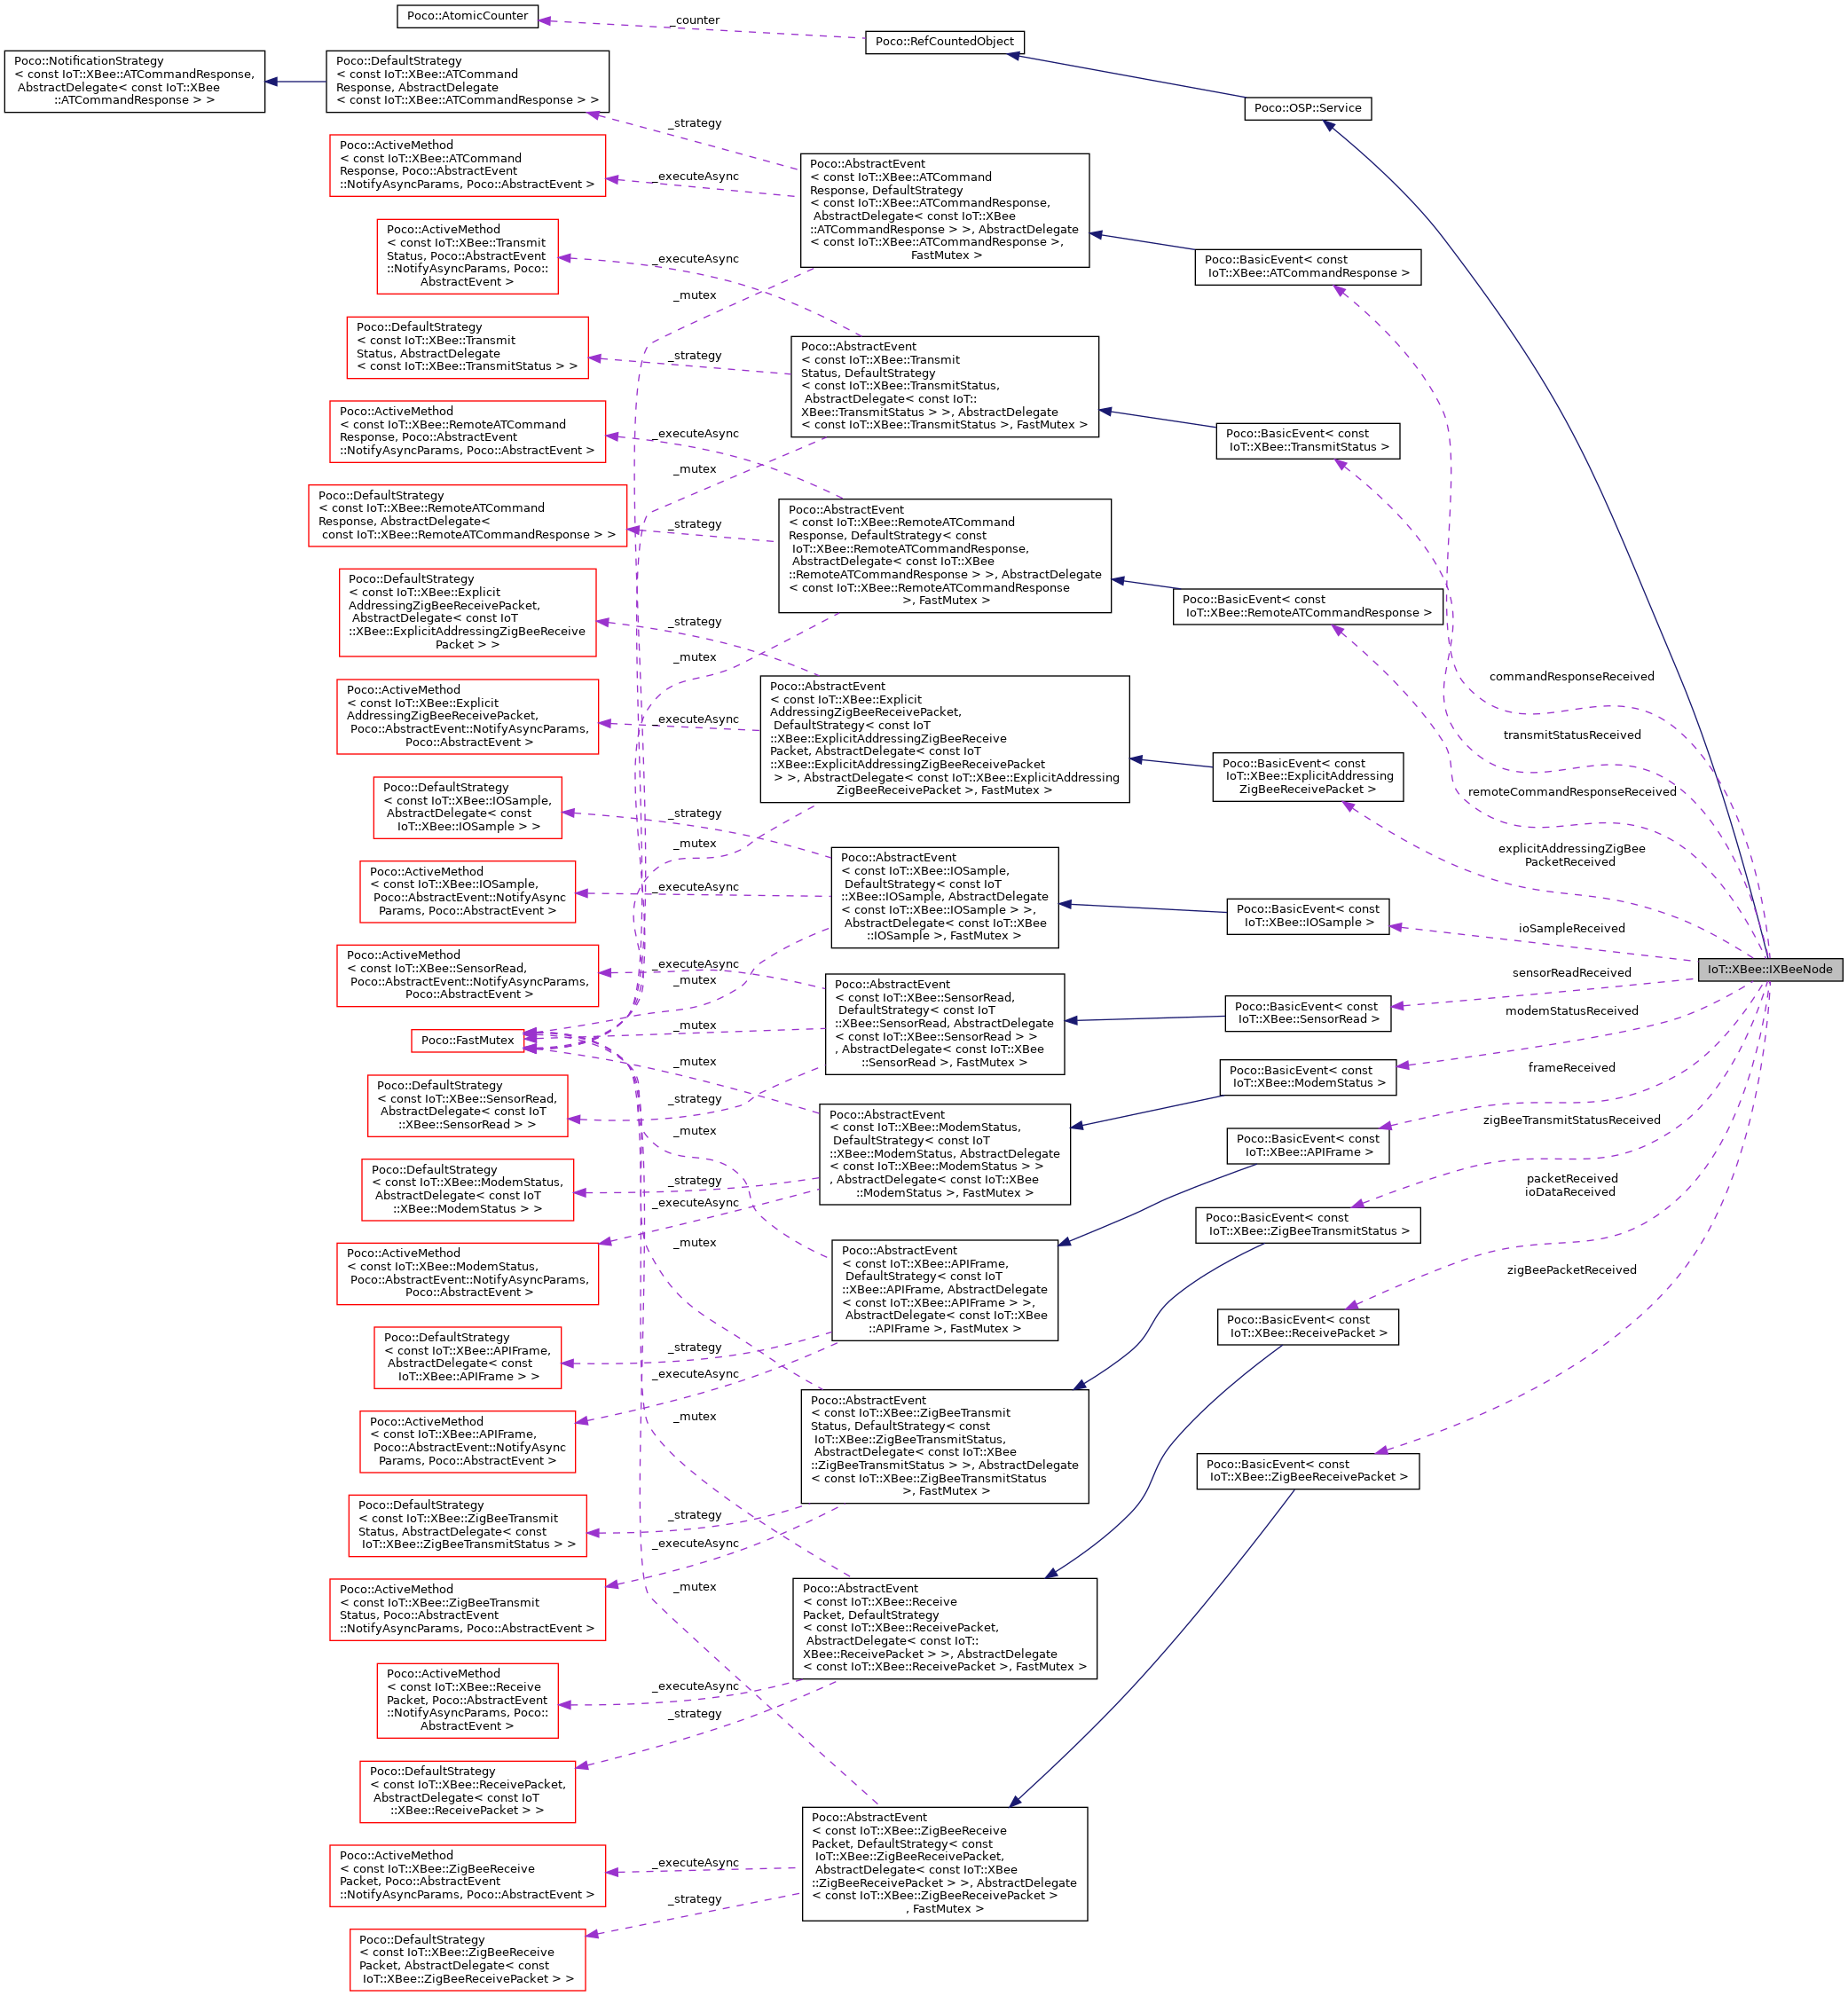 Poco::AtomicCounter
_counter
Poco::RefCountedObject
Poco::NotificationStrategy
< const IoT::XBee::ATCommandResponse,
AbstractDelegate< const IoT::XBee
::ATCommandResponse > >
Poco::DefaultStrategy
< const IoT::XBee::ATCommand
Response, AbstractDelegate
< const IoT::XBee::ATCommandResponse > >
Poco::OSP::Service
_strategy
Poco::ActiveMethod
< const IoT::XBee::ATCommand
Response, Poco::AbstractEvent
::NotifyAsyncParams, Poco::AbstractEvent >
_executeAsync
Poco::AbstractEvent
< const IoT::XBee::ATCommand
Response, DefaultStrategy
< const IoT::XBee::ATCommandResponse,
AbstractDelegate< const IoT::XBee
::ATCommandResponse > >, AbstractDelegate
< const IoT::XBee::ATCommandResponse >,
FastMutex >
Poco::ActiveMethod
< const IoT::XBee::Transmit
Status, Poco::AbstractEvent
::NotifyAsyncParams, Poco::
AbstractEvent >
_executeAsync
Poco::BasicEvent< const
IoT::XBee::ATCommandResponse >
_mutex
Poco::DefaultStrategy
< const IoT::XBee::Transmit
Status, AbstractDelegate
< const IoT::XBee::TransmitStatus > >
_strategy
Poco::AbstractEvent
< const IoT::XBee::Transmit
Status, DefaultStrategy
< const IoT::XBee::TransmitStatus,
AbstractDelegate< const IoT::
XBee::TransmitStatus > >, AbstractDelegate
< const IoT::XBee::TransmitStatus >, FastMutex >
Poco::ActiveMethod
< const IoT::XBee::RemoteATCommand
Response, Poco::AbstractEvent
::NotifyAsyncParams, Poco::AbstractEvent >
_executeAsync
Poco::BasicEvent< const
IoT::XBee::TransmitStatus >
_mutex
Poco::DefaultStrategy
< const IoT::XBee::RemoteATCommand
Response, AbstractDelegate<
const IoT::XBee::RemoteATCommandResponse > >
_strategy
Poco::AbstractEvent
< const IoT::XBee::RemoteATCommand
Response, DefaultStrategy< const
IoT::XBee::RemoteATCommandResponse,
AbstractDelegate< const IoT::XBee
::RemoteATCommandResponse > >, AbstractDelegate
< const IoT::XBee::RemoteATCommandResponse
>, FastMutex >
Poco::DefaultStrategy
< const IoT::XBee::Explicit
AddressingZigBeeReceivePacket,
AbstractDelegate< const IoT
::XBee::ExplicitAddressingZigBeeReceive
Packet > >
_strategy
Poco::BasicEvent< const
IoT::XBee::RemoteATCommandResponse >
_mutex
commandResponseReceived
Poco::ActiveMethod
< const IoT::XBee::Explicit
AddressingZigBeeReceivePacket,
Poco::AbstractEvent::NotifyAsyncParams,
Poco::AbstractEvent >
_executeAsync
Poco::AbstractEvent
< const IoT::XBee::Explicit
AddressingZigBeeReceivePacket,
DefaultStrategy< const IoT
::XBee::ExplicitAddressingZigBeeReceive
Packet, AbstractDelegate< const IoT
::XBee::ExplicitAddressingZigBeeReceivePacket
> >, AbstractDelegate< const IoT::XBee::ExplicitAddressing
ZigBeeReceivePacket >, FastMutex >
transmitStatusReceived
Poco::BasicEvent< const
IoT::XBee::ExplicitAddressing
ZigBeeReceivePacket >
remoteCommandResponseReceived
Poco::DefaultStrategy
< const IoT::XBee::IOSample,
AbstractDelegate< const
IoT::XBee::IOSample > >
_strategy
_mutex
explicitAddressingZigBee
PacketReceived
Poco::ActiveMethod
< const IoT::XBee::IOSample,
Poco::AbstractEvent::NotifyAsync
Params, Poco::AbstractEvent >
_executeAsync
Poco::AbstractEvent
< const IoT::XBee::IOSample,
DefaultStrategy< const IoT
::XBee::IOSample, AbstractDelegate
< const IoT::XBee::IOSample > >,
AbstractDelegate< const IoT::XBee
::IOSample >, FastMutex >
Poco::BasicEvent< const
IoT::XBee::IOSample >
ioSampleReceived
Poco::ActiveMethod
< const IoT::XBee::SensorRead,
Poco::AbstractEvent::NotifyAsyncParams,
Poco::AbstractEvent >
_executeAsync
_mutex
IoT::XBee::IXBeeNode
sensorReadReceived
Poco::AbstractEvent
< const IoT::XBee::SensorRead,
DefaultStrategy< const IoT
::XBee::SensorRead, AbstractDelegate
< const IoT::XBee::SensorRead > >
, AbstractDelegate< const IoT::XBee
::SensorRead >, FastMutex >
Poco::BasicEvent< const
IoT::XBee::SensorRead >
modemStatusReceived
_mutex
Poco::FastMutex
_mutex
Poco::DefaultStrategy
< const IoT::XBee::SensorRead,
AbstractDelegate< const IoT
::XBee::SensorRead > >
_strategy
Poco::BasicEvent< const
IoT::XBee::ModemStatus >
frameReceived
Poco::AbstractEvent
< const IoT::XBee::ModemStatus,
DefaultStrategy< const IoT
::XBee::ModemStatus, AbstractDelegate
< const IoT::XBee::ModemStatus > >
, AbstractDelegate< const IoT::XBee
::ModemStatus >, FastMutex >
_mutex
Poco::BasicEvent< const
IoT::XBee::APIFrame >
zigBeeTransmitStatusReceived
Poco::DefaultStrategy
< const IoT::XBee::ModemStatus,
AbstractDelegate< const IoT
::XBee::ModemStatus > >
_strategy
_executeAsync
packetReceived
ioDataReceived
Poco::BasicEvent< const
IoT::XBee::ZigBeeTransmitStatus >
Poco::ActiveMethod
< const IoT::XBee::ModemStatus,
Poco::AbstractEvent::NotifyAsyncParams,
Poco::AbstractEvent >
_mutex
Poco::AbstractEvent
< const IoT::XBee::APIFrame,
DefaultStrategy< const IoT
::XBee::APIFrame, AbstractDelegate
< const IoT::XBee::APIFrame > >,
AbstractDelegate< const IoT::XBee
::APIFrame >, FastMutex >
zigBeePacketReceived
Poco::BasicEvent< const
IoT::XBee::ReceivePacket >
Poco::DefaultStrategy
< const IoT::XBee::APIFrame,
AbstractDelegate< const
IoT::XBee::APIFrame > >
_strategy
_executeAsync
Poco::ActiveMethod
< const IoT::XBee::APIFrame,
Poco::AbstractEvent::NotifyAsync
Params, Poco::AbstractEvent >
_mutex
Poco::AbstractEvent
< const IoT::XBee::ZigBeeTransmit
Status, DefaultStrategy< const
IoT::XBee::ZigBeeTransmitStatus,
AbstractDelegate< const IoT::XBee
::ZigBeeTransmitStatus > >, AbstractDelegate
< const IoT::XBee::ZigBeeTransmitStatus
>, FastMutex >
Poco::BasicEvent< const
IoT::XBee::ZigBeeReceivePacket >
Poco::DefaultStrategy
< const IoT::XBee::ZigBeeTransmit
Status, AbstractDelegate< const
IoT::XBee::ZigBeeTransmitStatus > >
_strategy
_executeAsync
Poco::ActiveMethod
< const IoT::XBee::ZigBeeTransmit
Status, Poco::AbstractEvent
::NotifyAsyncParams, Poco::AbstractEvent >
_mutex
Poco::AbstractEvent
< const IoT::XBee::Receive
Packet, DefaultStrategy
< const IoT::XBee::ReceivePacket,
AbstractDelegate< const IoT::
XBee::ReceivePacket > >, AbstractDelegate
< const IoT::XBee::ReceivePacket >, FastMutex >
Poco::ActiveMethod
< const IoT::XBee::Receive
Packet, Poco::AbstractEvent
::NotifyAsyncParams, Poco::
AbstractEvent >
_executeAsync
_strategy
Poco::DefaultStrategy
< const IoT::XBee::ReceivePacket,
AbstractDelegate< const IoT
::XBee::ReceivePacket > >
Poco::AbstractEvent
< const IoT::XBee::ZigBeeReceive
Packet, DefaultStrategy< const
IoT::XBee::ZigBeeReceivePacket,
AbstractDelegate< const IoT::XBee
::ZigBeeReceivePacket > >, AbstractDelegate
< const IoT::XBee::ZigBeeReceivePacket >
, FastMutex >
Poco::ActiveMethod
< const IoT::XBee::ZigBeeReceive
Packet, Poco::AbstractEvent
::NotifyAsyncParams, Poco::AbstractEvent >
_executeAsync
_strategy
Poco::DefaultStrategy
< const IoT::XBee::ZigBeeReceive
Packet, AbstractDelegate< const
IoT::XBee::ZigBeeReceivePacket > >